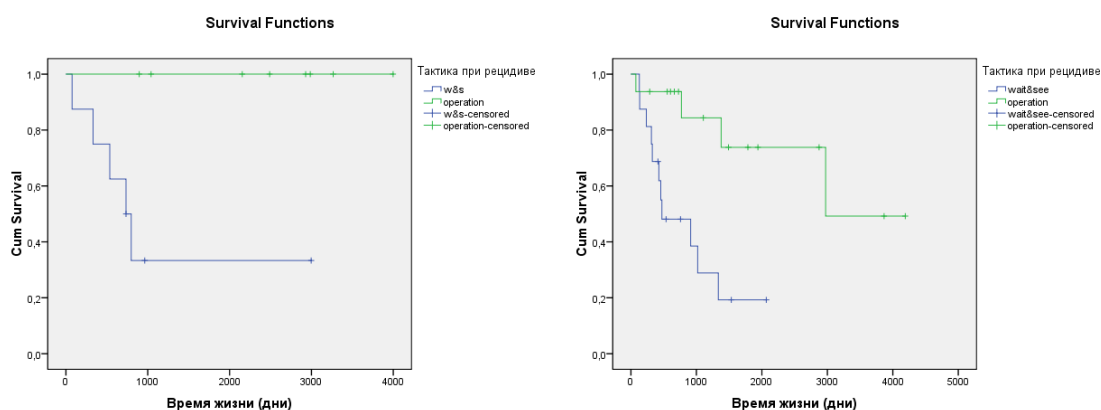 Survival Functions
Тактика при рецидиве
w&s
operation
w&s-censored
operation-censored
Cum Survival
1,0
0,8
0,6
0,4
0,2
0,0
0
1000
2000
3000
4000
Время жизни (дни)
Survival Functions
Тактика при рецидиве
wait&see
operation
wait&see-censored
operation-censored
Cum Survival
1,0
0,8
0,6
0,4
0,2
0,0
0
1000
2000
3000
4000
5000
Время жизни (дни)